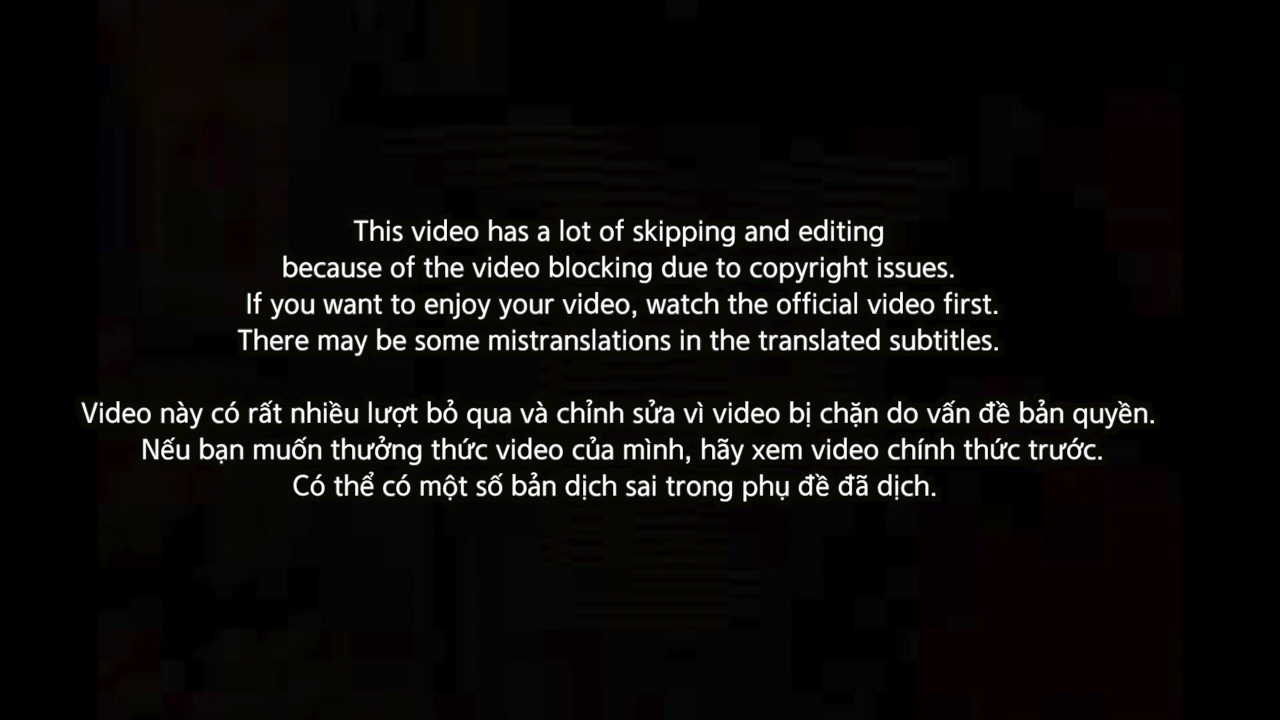 This video has a lot of skipping and editing
because of the video blocking due to copyright issues.
If you want to enjoy your video, watch the official video first.
There may be some mistranslations in the translated subtitles.
Video này có rất nhiều lượt bỏ qua và chỉnh sửa vì video bị chặn do vấn đề bản quyền.
Nếu bạn muốn thưởng thức video của mình, hãy xem video chính thức trước.
Có thể có một số bản dịch sai trong phụ đề đã dịch.